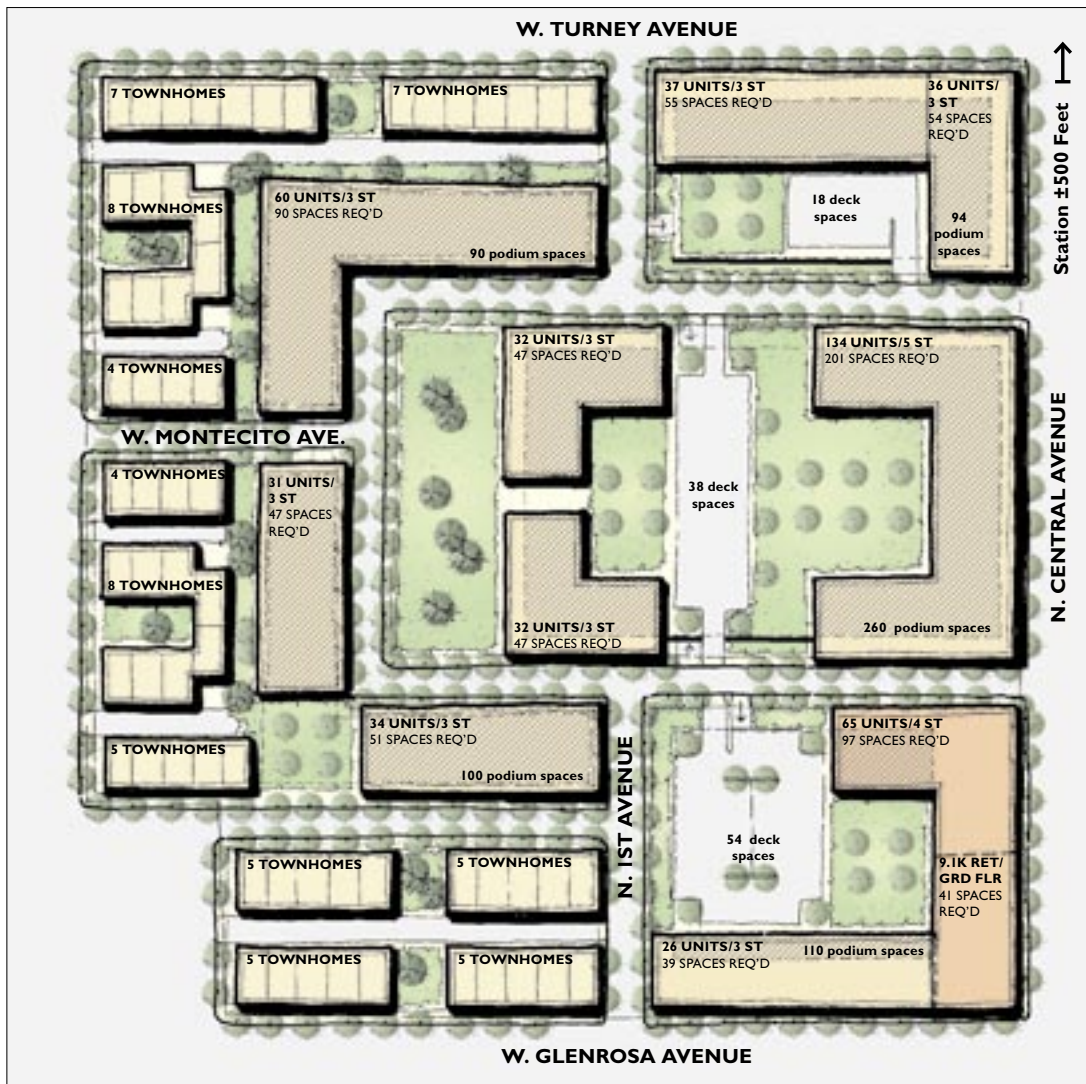 W. TURNEY AVENUE
7 TOWNHOMES
7 TOWNHOMES
37 UNITS/3 ST
55 SPACES REQ'D
36 UNITS/
3 ST
54 SPACES
REQ'D
Station ±500 Feet
8 TOWNHOMES
60 UNITS/3 ST
90 SPACES REQ'D
90 podium spaces
18 deck
spaces
94
podium
spaces
4 TOWNHOMES
32 UNITS/3 ST
47 SPACES REQ'D
134 UNITS/5 ST
201 SPACES REQ'D
W. MONTECITO AVE.
N. CENTRAL AVENUE
4 TOWNHOMES
31 UNITS/
3 ST
47 SPACES
REQ'D
38 deck
spaces
8 TOWNHOMES
32 UNITS/3 ST
47 SPACES REQ'D
260 podium spaces
5 TOWNHOMES
34 UNITS/3 ST
51 SPACES REQ'D
100 podium spaces
N. 1ST AVENUE
65 UNITS/4 ST
97 SPACES REQ'D
54 deck
spaces
9.1K RET/
GRD FLR
41 SPACES
REQ'D
5 TOWNHOMES
5 TOWNHOMES
26 UNITS/3 ST
39 SPACES REQ'D
110 podium spaces
5 TOWNHOMES
5 TOWNHOMES
W. GLENROSA AVENUE